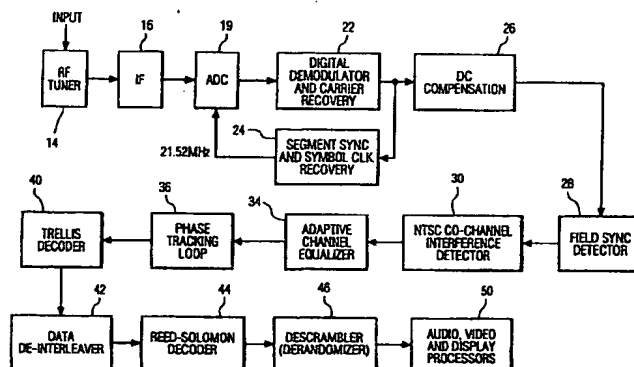 INPUT
16
19
22
26
RF
TUNER
IF
ADC
DIGITAL
DEMODULATOR
AND CARRIER
RECOVERY
DC
COMPENSATION
14
24
21.52MHz
SEGMENT SYNC
AND SYMBOL CLK
RECOVERY
40
36
34
30
28
TRELLIS
DECODER
PHASE
TRACKING
LOOP
ADAPTIVE
CHANNEL
EQUALIZER
NTSC CO-CHANNEL
INTERFERENCE
DETECTOR
FIELD SYNC
DETECTOR
42
44
46
50
DATA
DE-INTERLEAVER
REED-SOLOMON
DECODER
DESCRAMBLER
(DERANDOMIZER)
AUDIO, VIDEO
AND DISPLAY
PROCESSORS